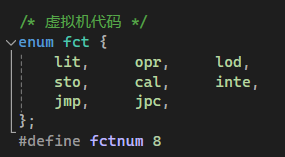 /* 虚拟机代码 */
enum fct {
    lit,     opr,     lod,
    sto,     cal,     inte,
    jmp,     jpc,
};
#define fctnum 8